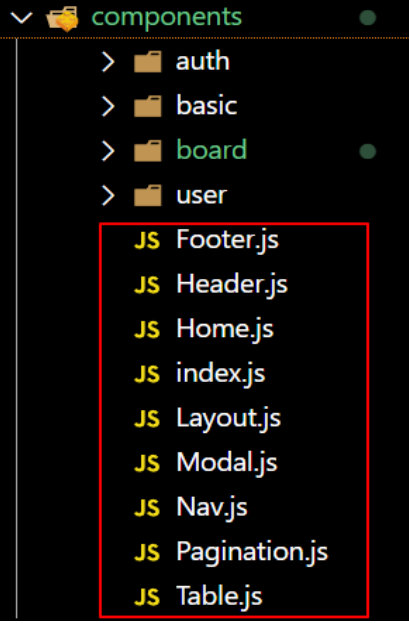 components
auth
basic
board
user
JS Footer.js
JS Header.js
JS Home.js
JS index.js
JS Layout.js
JS Modal.js
JS Nav.js
JS Pagination.js
JS Table.js